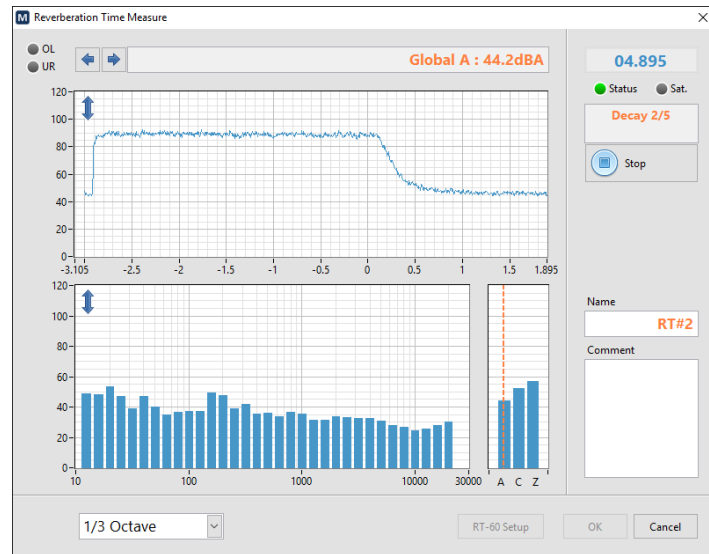 M Reverberation Time Measure
OL
UR
Global A : 44.2dBA
04.895
Status
Sat.
Decay 2/5
Stop
120
100
80
60
40
20
0
-3.105 -2.5 -2 -1.5 -1 -0.5 0 0.5 1 1.5 1.895
120
100
80
60
40
20
0
10 100 1000 10000 30000
A C Z
Name
RT#2
Comment
1/3 Octave
RT-60 Setup
OK
Cancel